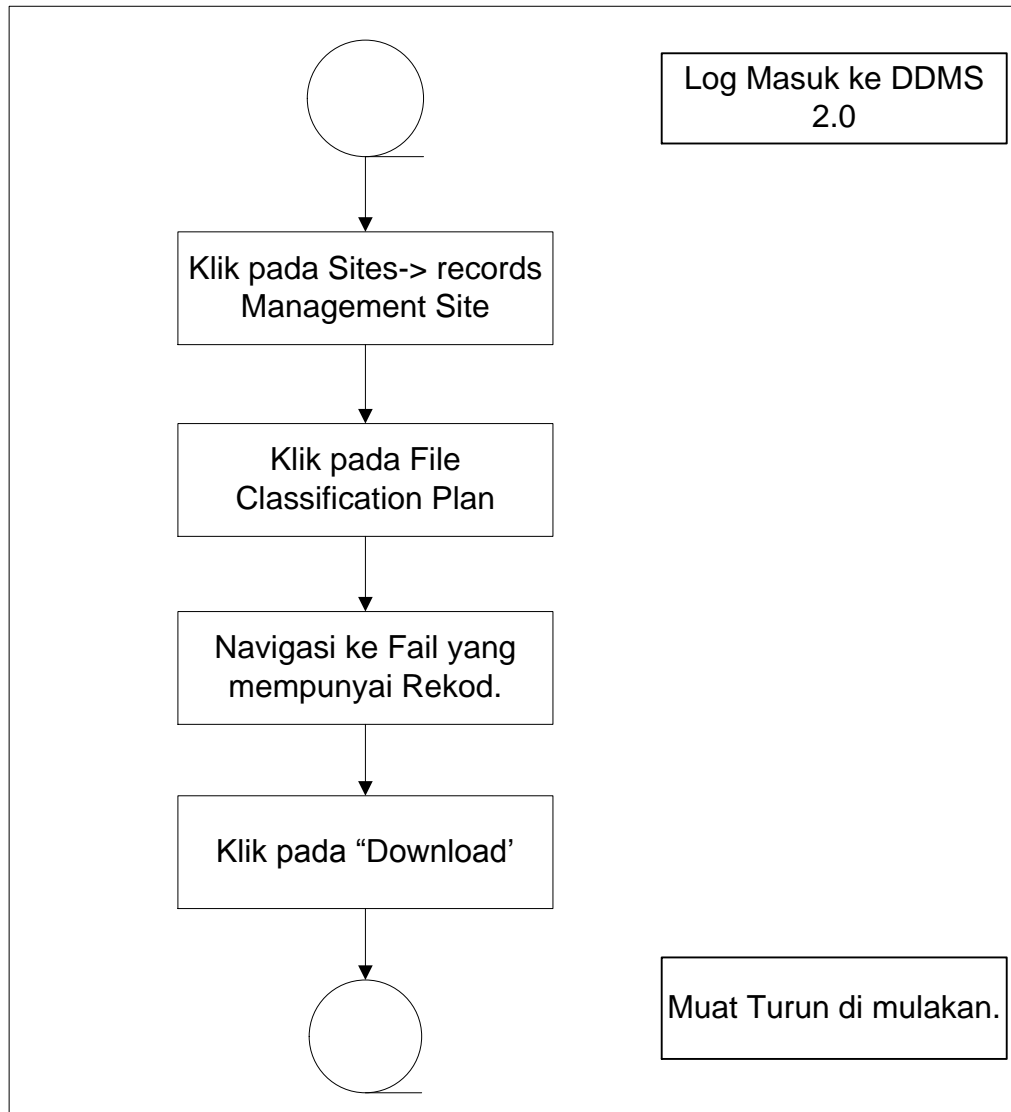 Log Masuk ke DDMS
2.0
Klik pada Sites-> records
Management Site
Klik pada File
Classification Plan
Navigasi ke Fail yang
mempunyai Rekod.
Klik pada “Download’
Muat Turun di mulakan.